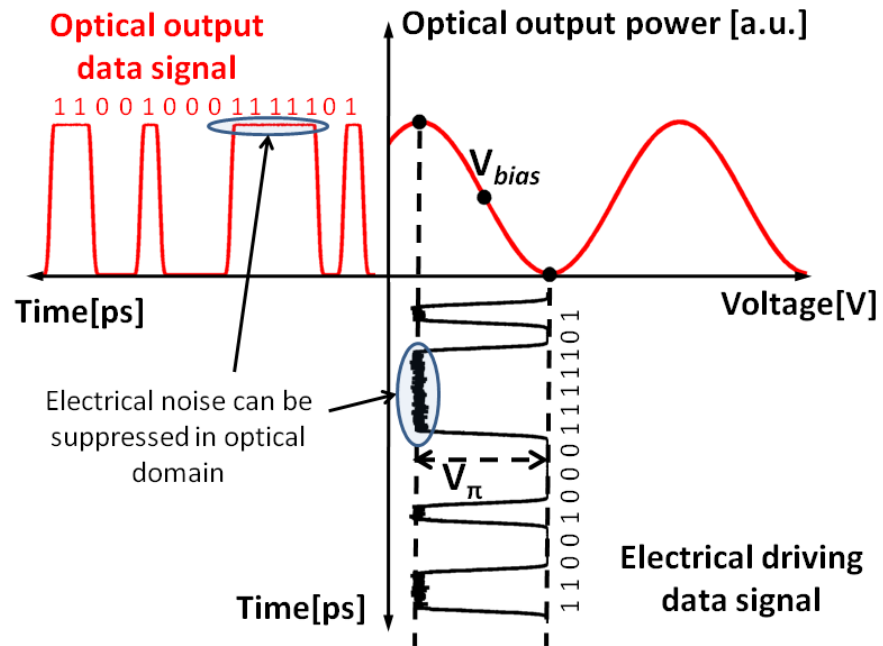 Optical output
data signal
Optical output power [a.u.]
1 1 0 0 1 0 0 0 1 1 1 1 1 0 1
V_bias
Time[ps]
Voltage[V]
Electrical noise can be
suppressed in optical
domain
V_π
1 1 0 0 1 0 0 0 1 1 1 1 1 0 1
Electrical driving
data signal
Time[ps]